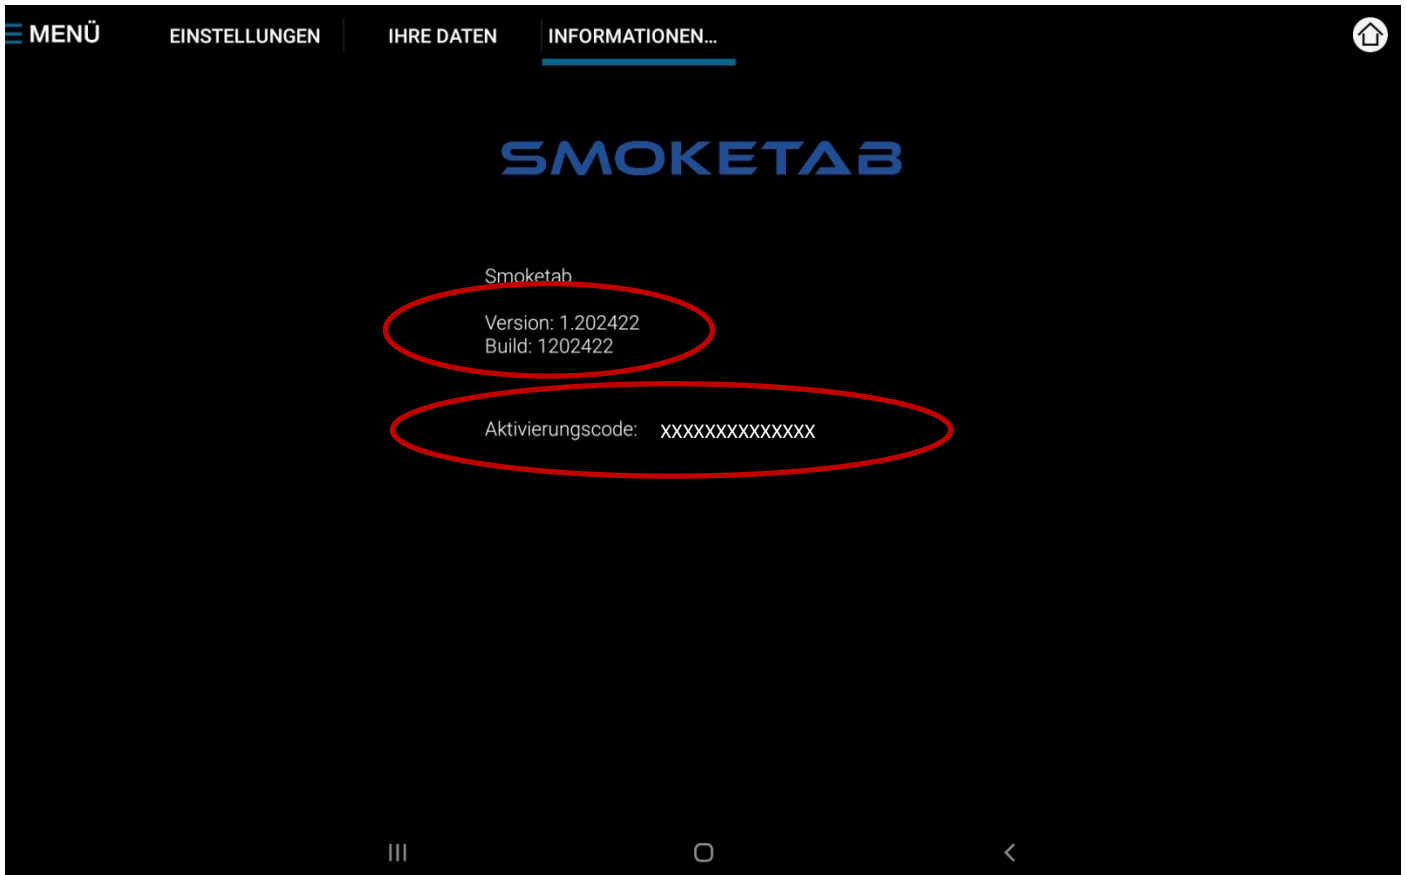 MENÜ EINSTELLUNGEN IHRE DATEN INFORMATIONEN...
SMOKETAB
Smoketab
Version: 1.202422
Build: 1202422
Aktivierungscode: XXXXXXXXXXXXXX